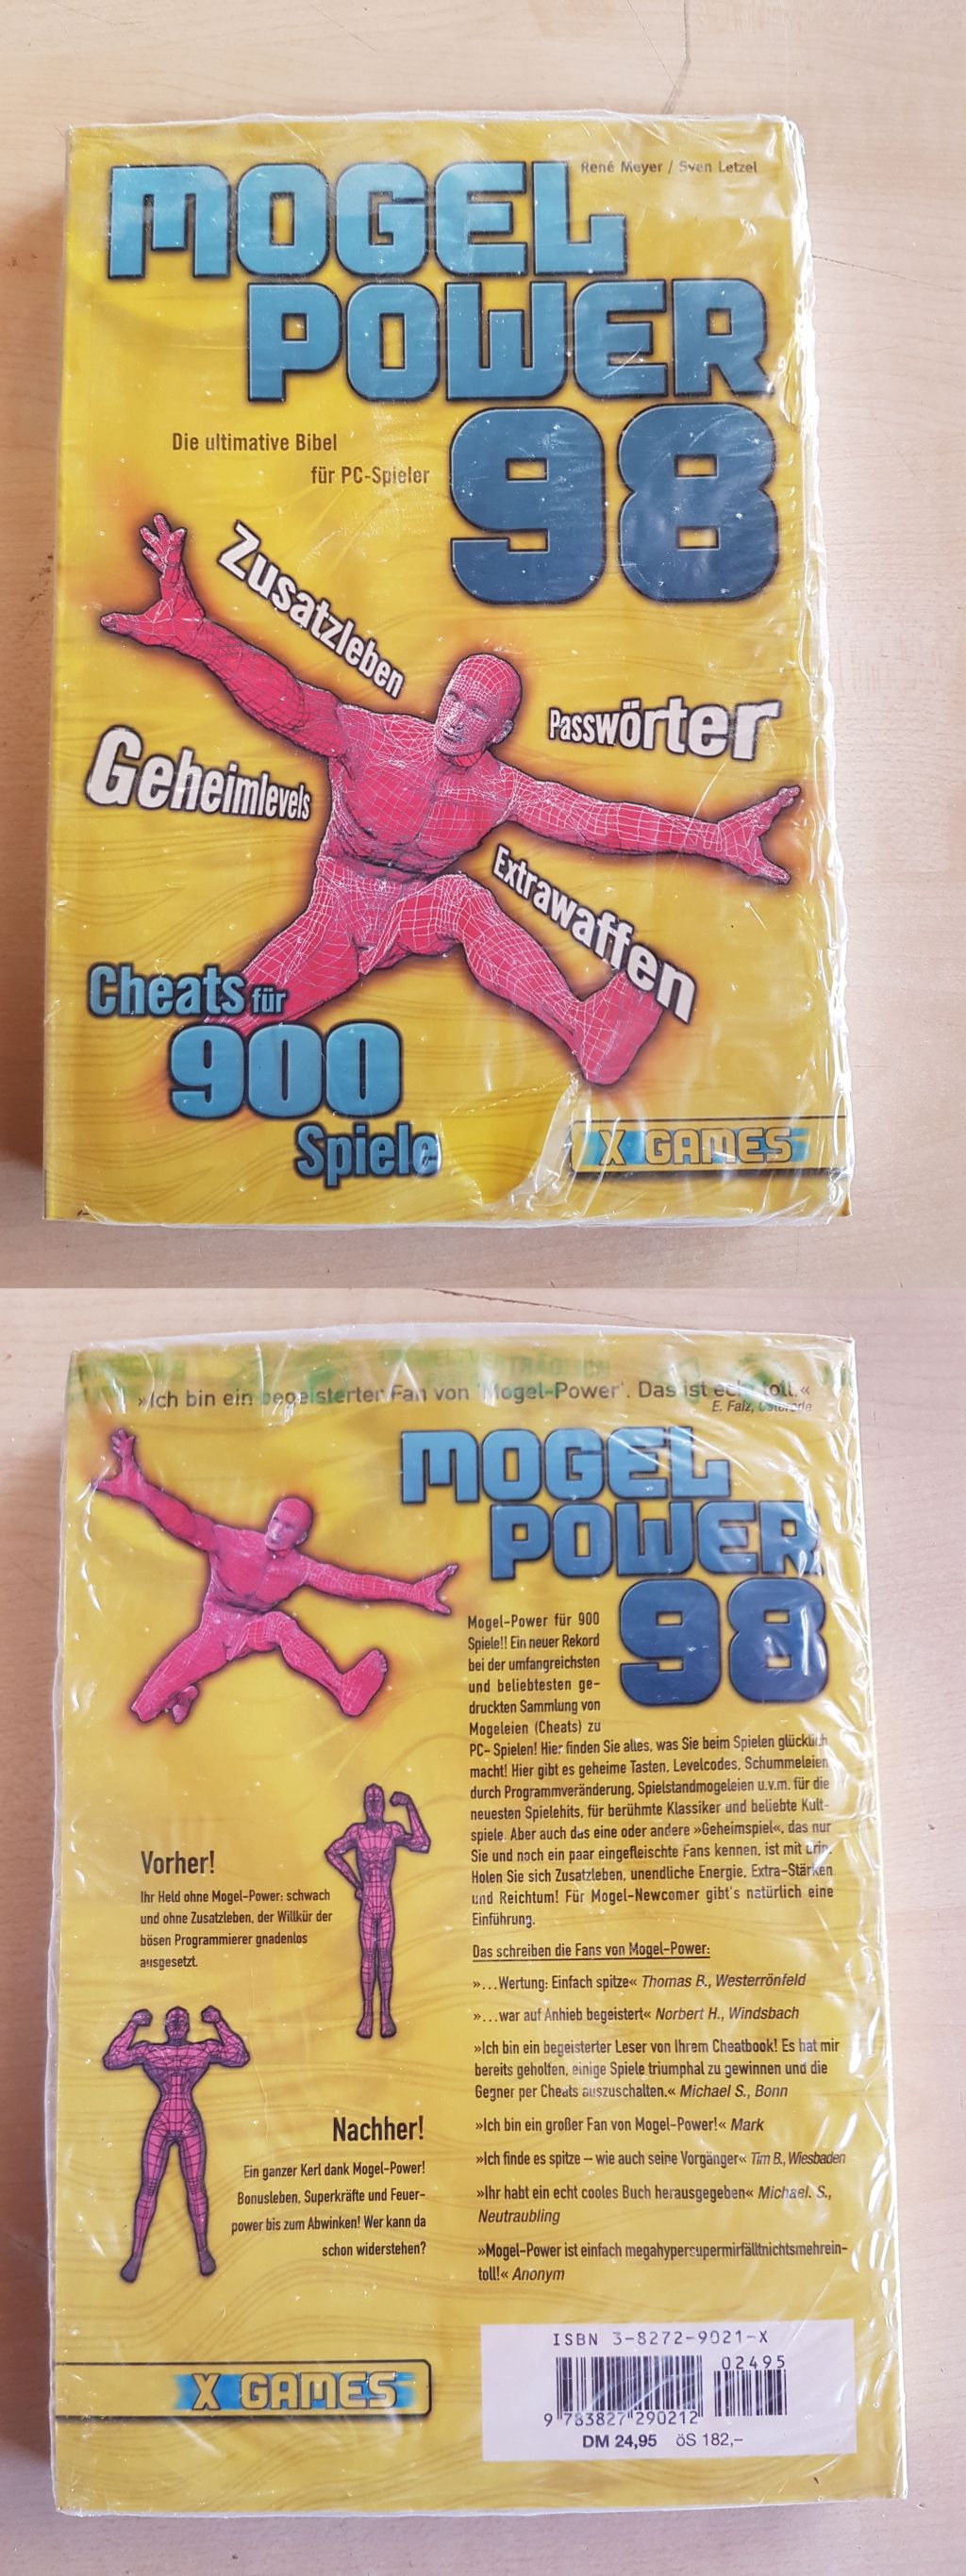 René Meyer / Sven Letzel
MOGEL
POWER
98
Die ultimative Bibel
für PC-Spieler
Zusatzleben
Passwörter
Geheimlevels
Extrawaffen
Cheats für
900
Spiele
X GAMES
»Ich bin ein begeisterter Fan von 'Mogel-Power'. Das ist echt toll.«
E. Falz, Osterode
MOGEL
POWER
98
Mogel-Power für 900
Spiele!! Ein neuer Rekord
bei der umfangreichsten
und beliebtesten ge-
druckten Sammlung von
Mogeleien (Cheats) zu
PC- Spielen! Hier finden Sie alles, was Sie beim Spielen glücklich
macht! Hier gibt es geheime Tasten, Levelcodes, Schummeleien
durch Programmveränderung, Spielstandmogeleien u.v.m. für die
neuesten Spielehits, für berühmte Klassiker und beliebte Kult-
spiele. Aber auch das eine oder andere »Geheimspiel«, das nur
Sie und noch ein paar eingefleischte Fans kennen, ist mit drin.
Holen Sie sich Zusatzleben, unendliche Energie, Extra-Stärken
und Reichtum! Für Mogel-Newcomer gibt's natürlich eine
Einführung.
Vorher!
Ihr Held ohne Mogel-Power: schwach
und ohne Zusatzleben, der Willkür der
bösen Programmierer gnadenlos
ausgesetzt.
Das schreiben die Fans von Mogel-Power:
»...Wertung: Einfach spitze« Thomas B., Westerrönfeld
»...war auf Anhieb begeistert« Norbert H., Windsbach
»Ich bin ein begeisterter Leser von Ihrem Cheatbook! Es hat mir
bereits geholfen, einige Spiele triumphal zu gewinnen und die
Gegner per Cheats auszuschalten.« Michael S., Bonn
»Ich bin ein großer Fan von Mogel-Power!« Mark
»Ich finde es spitze – wie auch seine Vorgänger« Tim B., Wiesbaden
»Ihr habt ein echt cooles Buch herausgegeben« Michael. S.,
Neutraubling
»Mogel-Power ist einfach megahypersupermirfälltnichtsmehrein-
toll!« Anonym
Nachher!
Ein ganzer Kerl dank Mogel-Power!
Bonusleben, Superkräfte und Feuer-
power bis zum Abwinken! Wer kann da
schon widerstehen?
X GAMES
ISBN 3-8272-9021-X
02495
9 783827 290212
DM 24,95 öS 182,–